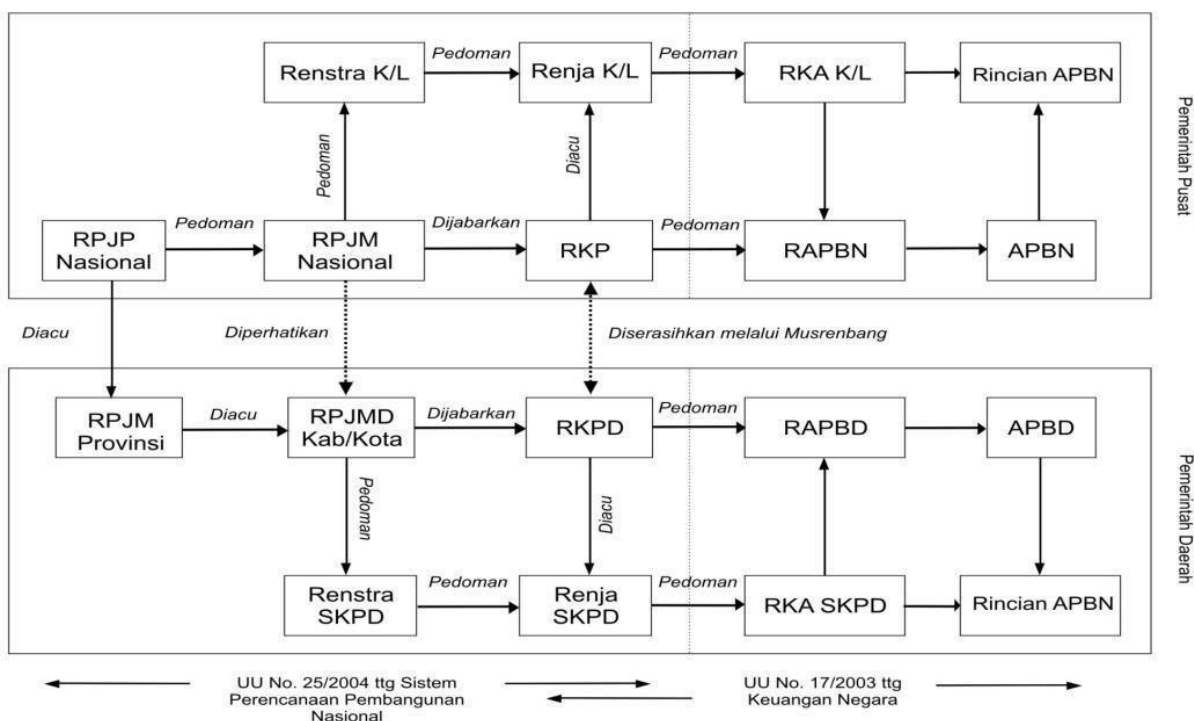 Renstra K/L
Pedoman
Renja K/L
Pedoman
RKA K/L
Rincian APBN
Pedoman
Diacu
RPJP
Nasional
Pedoman
RPJM
Nasional
Dijabarkan
RKP
Pedoman
RAPBN
APBN
Pemerintah Pusat
Diacu
Diperhatikan
Diserasihkan melalui Musrenbang
RPJM
Provinsi
Diacu
RPJMD
Kab/Kota
Dijabarkan
RKPD
Pedoman
RAPBD
APBD
Pedoman
Diacu
Renstra
SKPD
Pedoman
Renja
SKPD
Pedoman
RKA SKPD
Rincian APBN
Pemerintah Daerah
UU No. 25/2004 ttg Sistem
Perencanaan Pembangunan
Nasional
UU No. 17/2003 ttg
Keuangan Negara